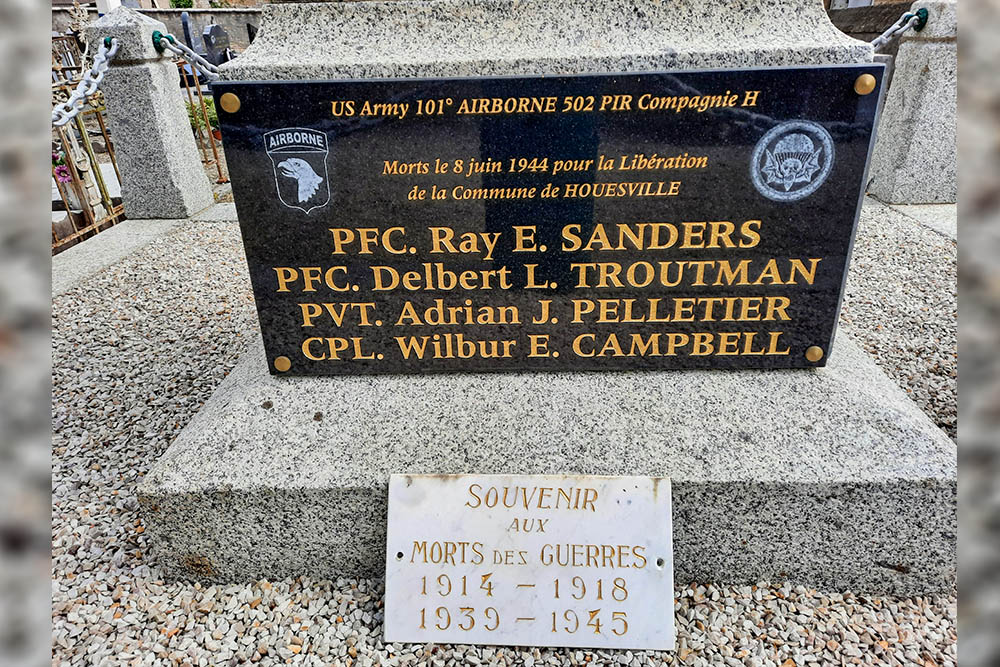 US Army 101° AIRBORNE 502 PIR Compagnie H
AIRBORNE
Morts le 8 juin 1944 pour la Libération
de la Commune de HOUESVILLE
PFC. Ray E. SANDERS
PFC. Delbert L. TROUTMAN
PVT. Adrian J. PELLETIER
CPL. Wilbur E. CAMPBELL
SOUVENIR
AUX
MORTS DES GUERRES
1914 – 1918
1939 – 1945